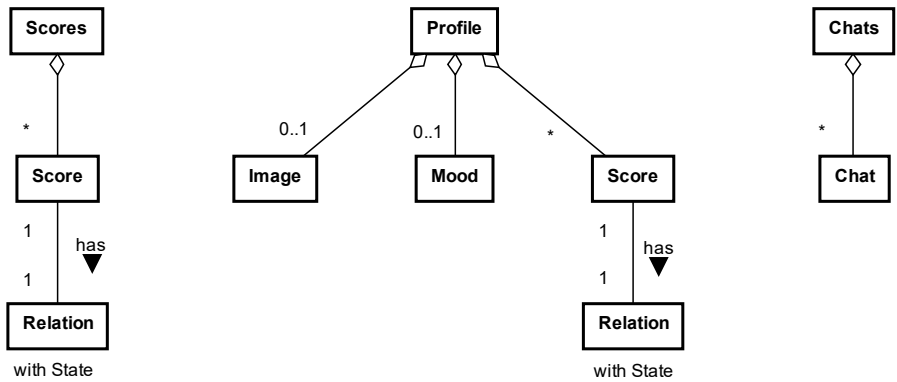 Scores
Profile
Chats
*
0..1
0..1
*
*
Score
Image
Mood
Score
Chat
1
has
1
1
has
1
Relation
Relation
with State
with State